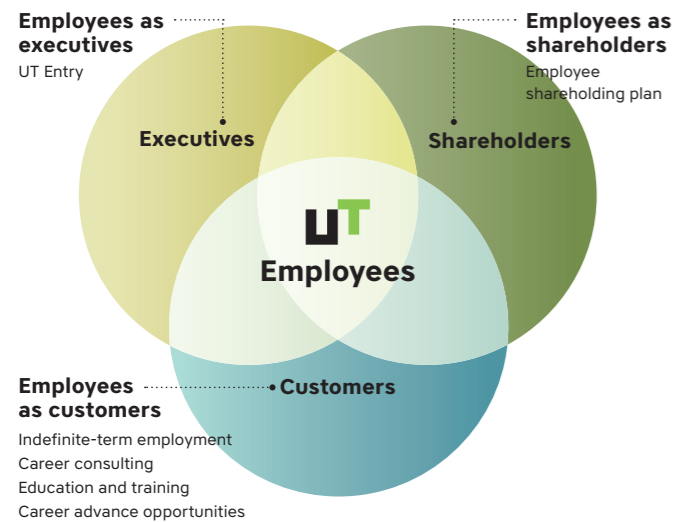 Employees as
executives
UT Entry
Employees as
shareholders
Employee
shareholding plan
Executives
Shareholders
UT
Employees
Customers
Employees
as customers
Indefinite-term employment
Career consulting
Education and training
Career advance opportunities